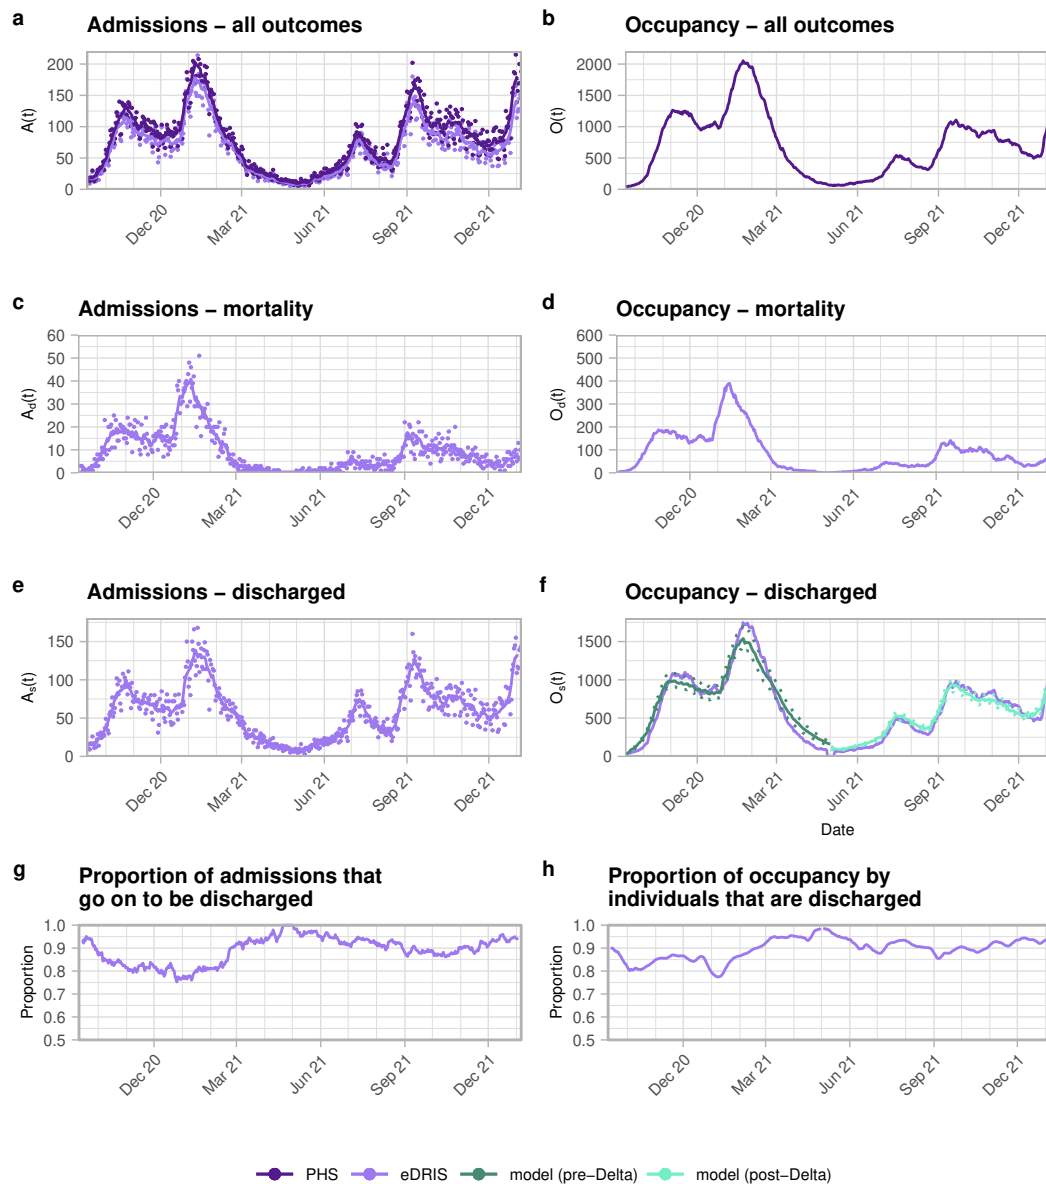 a
Admissions – all outcomes
A(t)
200
150
100
50
0
Dec 20
Mar 21
Jun 21
Sep 21
Dec 21
b
Occupancy – all outcomes
O(t)
2000
1500
1000
500
0
Dec 20
Mar 21
Jun 21
Sep 21
Dec 21
c
Admissions – mortality
A_d(t)
60
50
40
30
20
10
0
Dec 20
Mar 21
Jun 21
Sep 21
Dec 21
d
Occupancy – mortality
O_d(t)
600
500
400
300
200
100
0
Dec 20
Mar 21
Jun 21
Sep 21
Dec 21
e
Admissions – discharged
A_s(t)
150
100
50
0
Dec 20
Mar 21
Jun 21
Sep 21
Dec 21
f
Occupancy – discharged
O_s(t)
1500
1000
500
0
Dec 20
Mar 21
Jun 21
Sep 21
Dec 21
Date
g
Proportion of admissions that
go on to be discharged
Proportion
1.0
0.9
0.8
0.7
0.6
0.5
Dec 20
Mar 21
Jun 21
Sep 21
Dec 21
h
Proportion of occupancy by
individuals that are discharged
Proportion
1.0
0.9
0.8
0.7
0.6
0.5
Dec 20
Mar 21
Jun 21
Sep 21
Dec 21
PHS eDRIS model (pre–Delta) model (post–Delta)